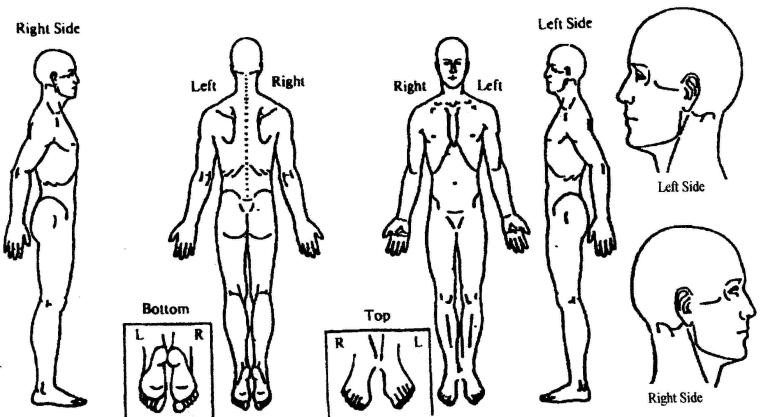 Right Side
Left Right
Right Left
Left Side
Left Side
Bottom
L R
Top
R L
Right Side